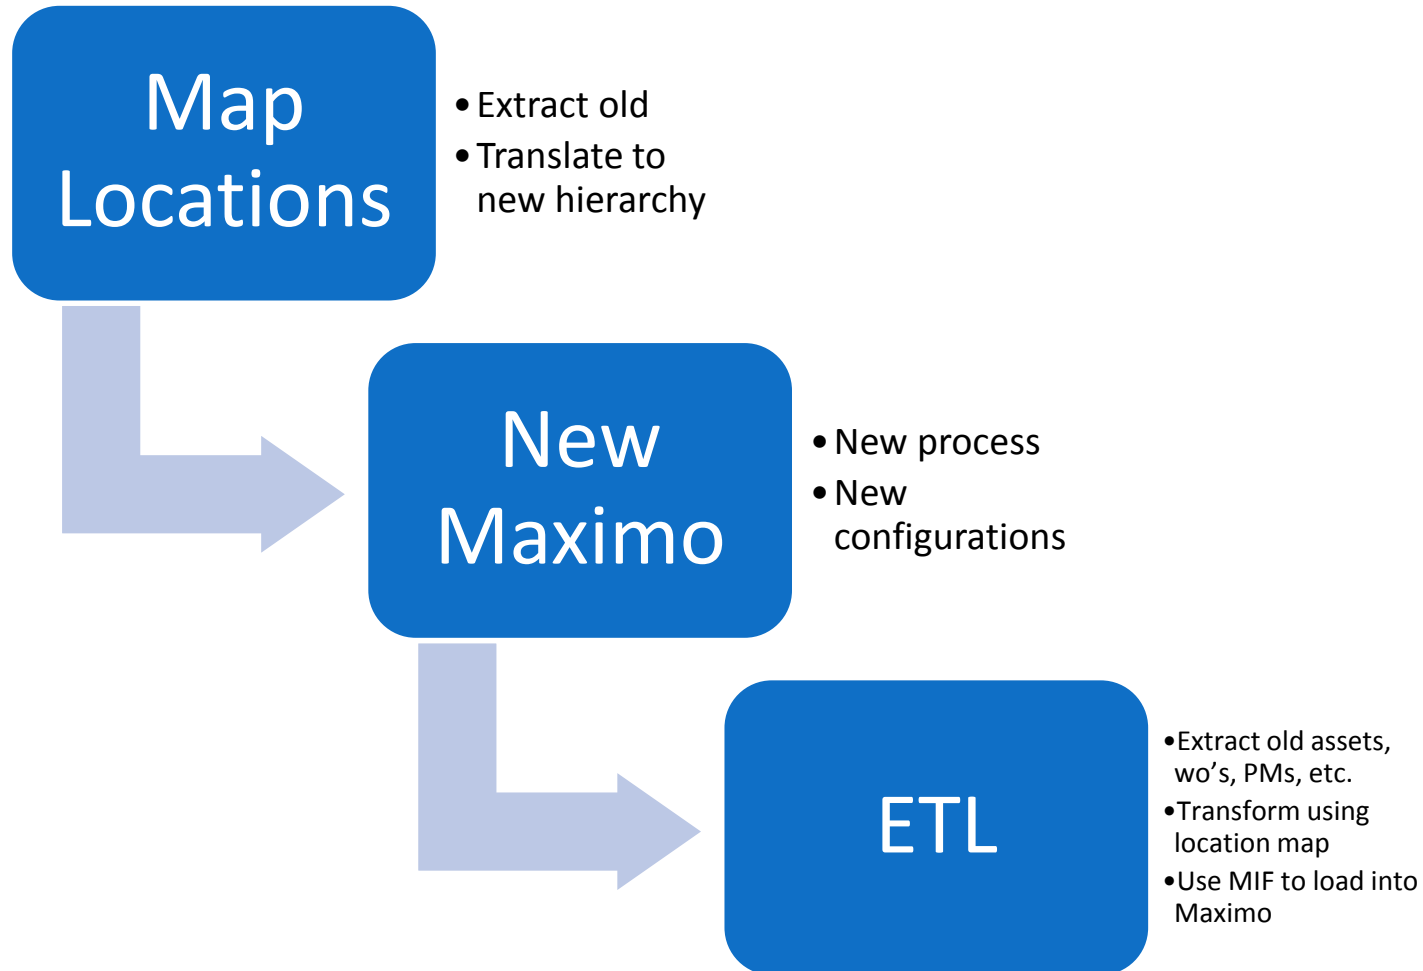 Map
Locations
•Extract old
•Translate to
new hierarchy
New
Maximo
•New process
•New
configurations
ETL
•Extract old assets,
wo’s, PMs, etc.
•Transform using
location map
•Use MIF to load into
Maximo